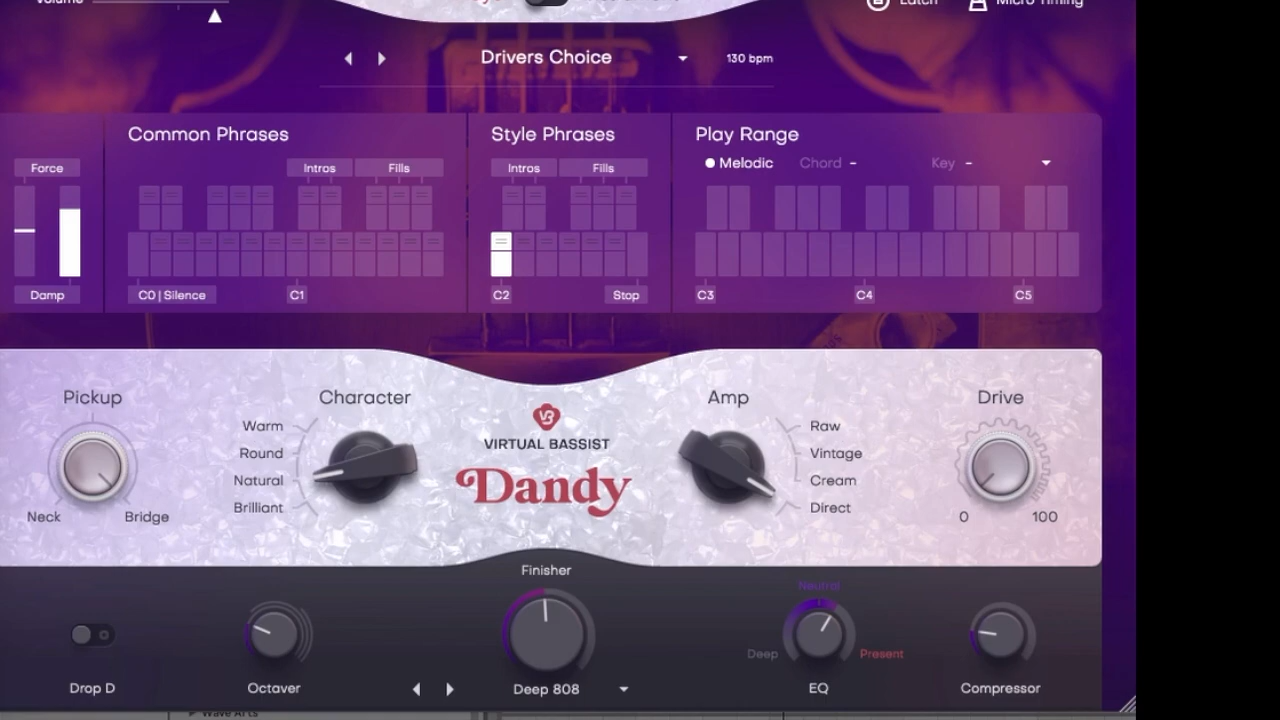 Volume
Latch
Micro Timing
Drivers Choice
130 bpm
Common Phrases
Style Phrases
Play Range
Force
Intros
Fills
Intros
Fills
Melodic
Chord -
Key -
Damp
C0 | Silence
C1
C2
Stop
C3
C4
C5
Pickup
Character
Amp
Drive
Warm
Round
Natural
Brilliant
VB
VIRTUAL BASSIST
Dandy
Raw
Vintage
Cream
Direct
Neck
Bridge
0
100
Finisher
Neutral
Deep
Present
Drop D
Octaver
Deep 808
EQ
Compressor
Wave Arts